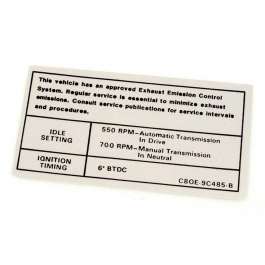 This vehicle has an approved Exhaust Emission Control
System. Regular service is essential to minimize exhaust
emissions. Consult service publications for service intervals
and procedures.
IDLE SETTING
550 RPM-Automatic Transmission
In Drive
700 RPM-Manual Transmission
In Neutral
IGNITION TIMING
6° BTDC
C8OE-9C485-B